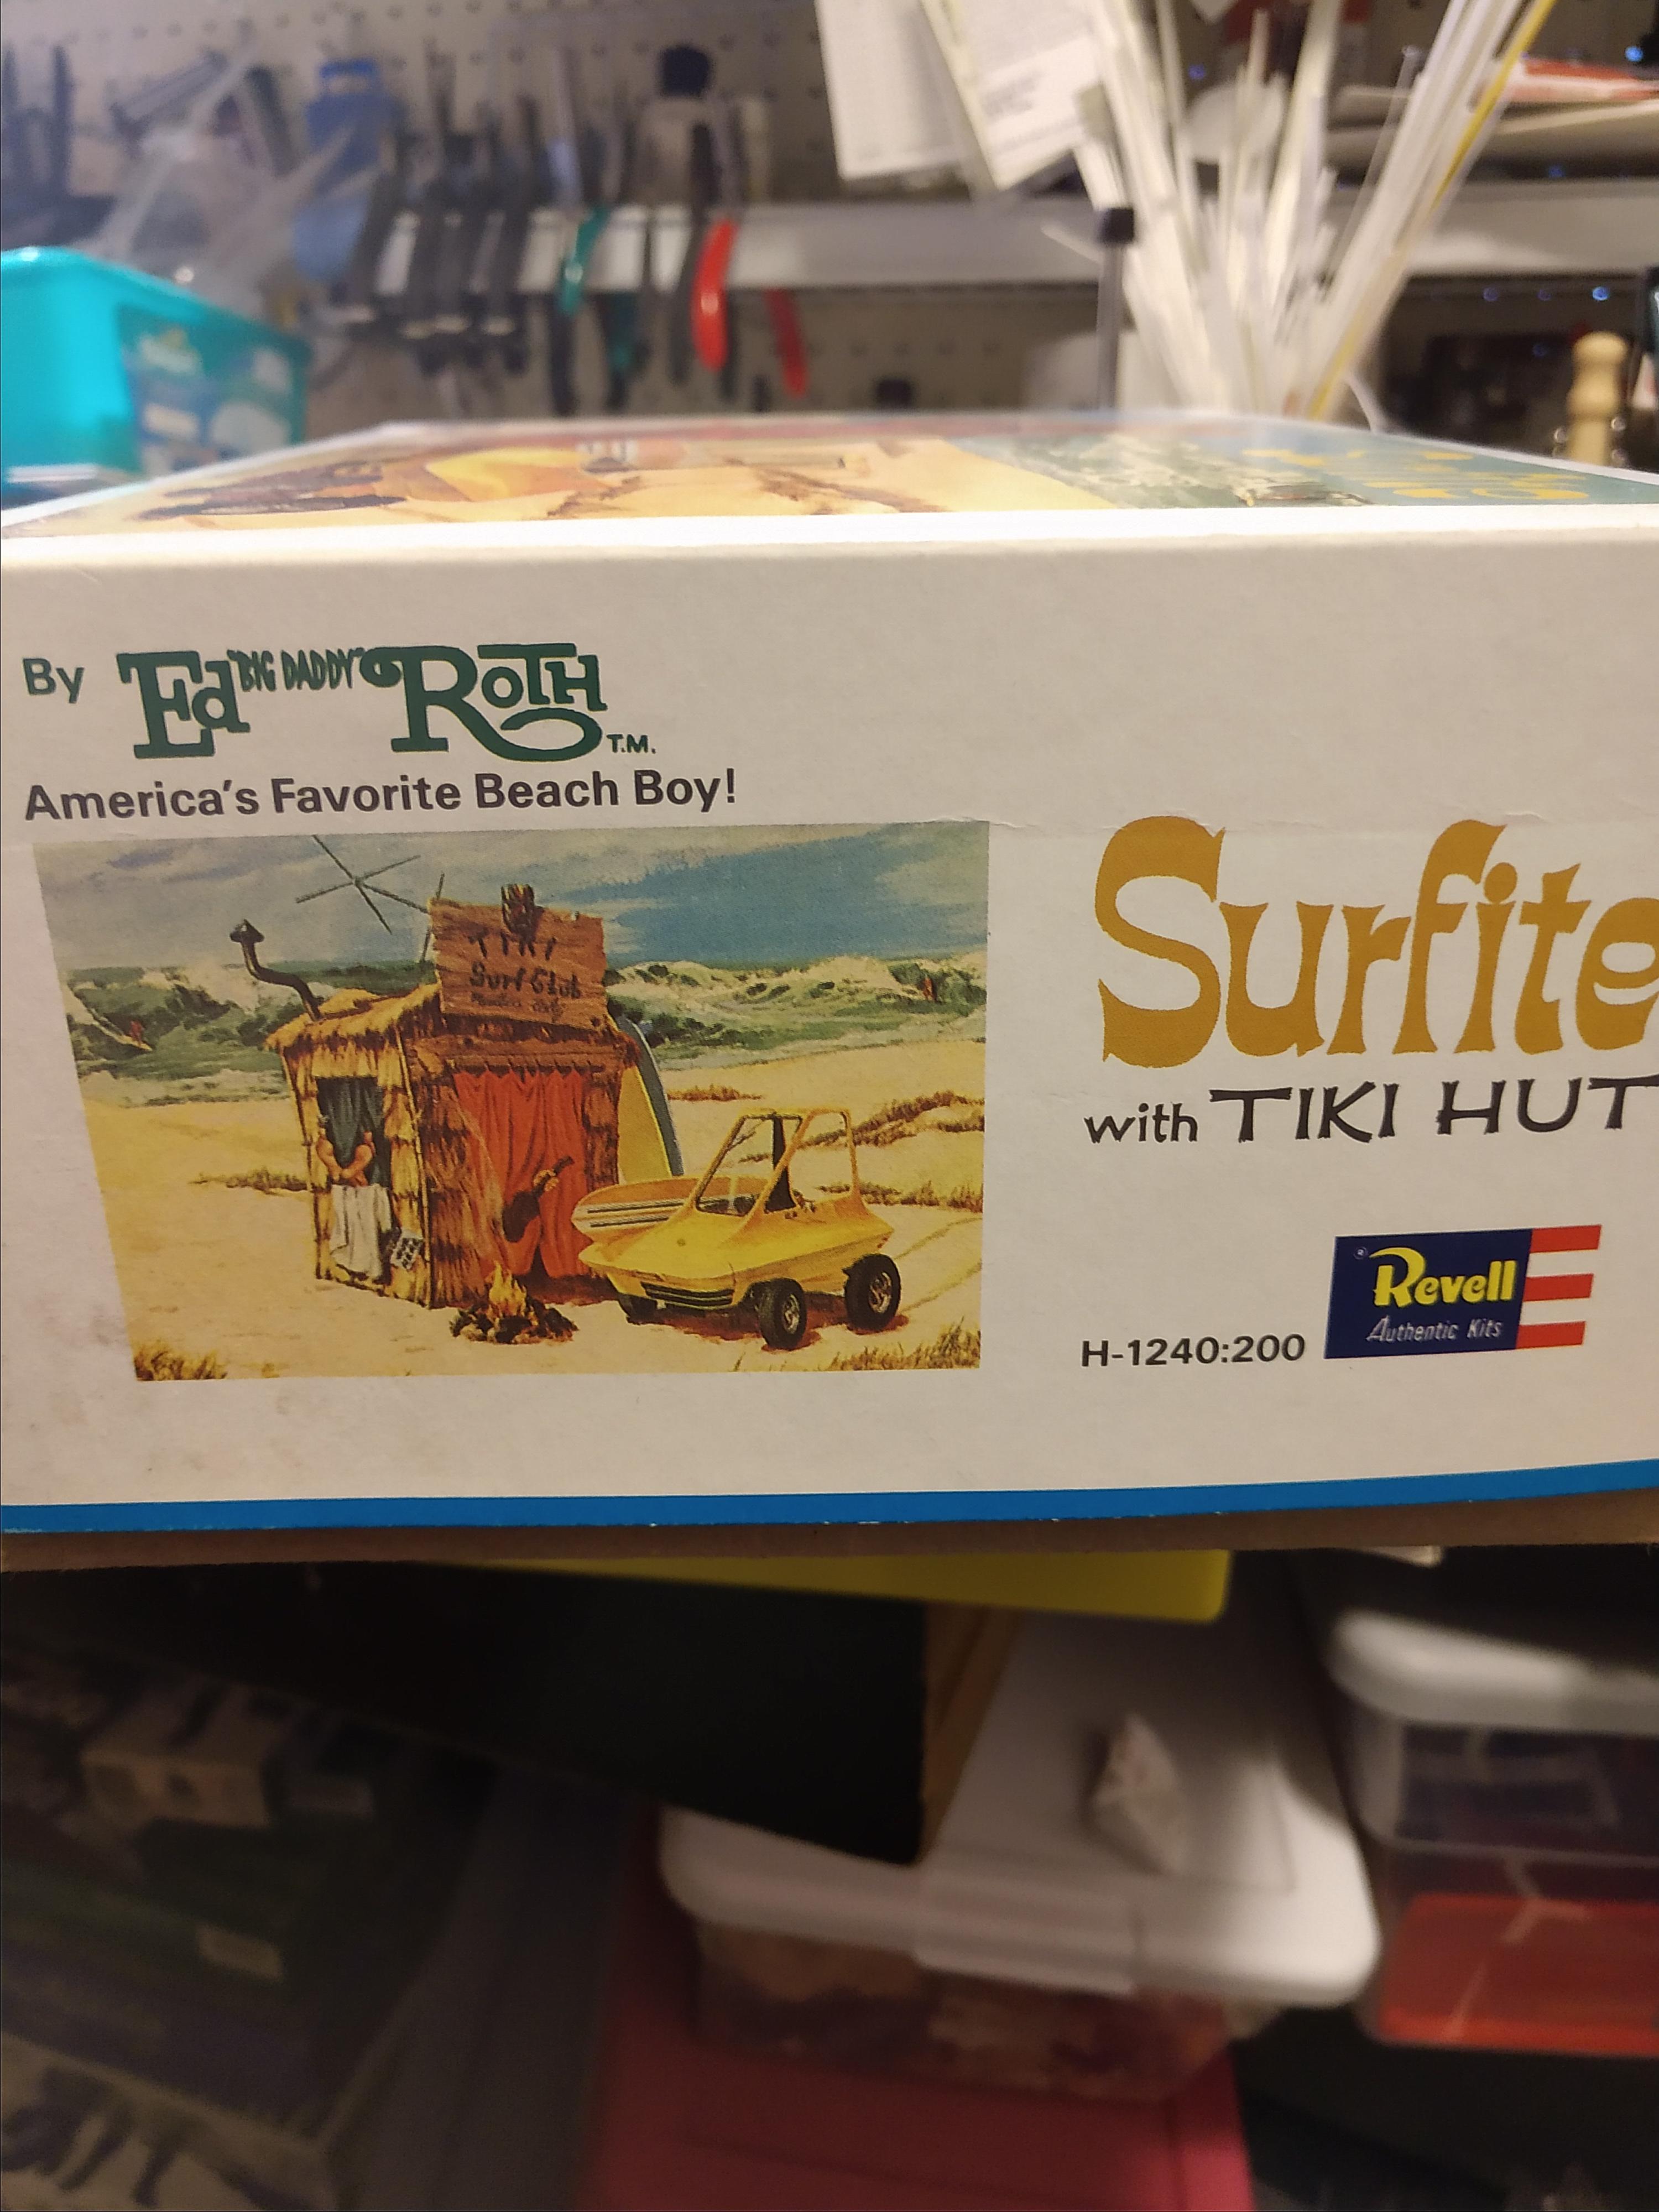 By Ed "BIG DADDY" ROTH T.M.
America's Favorite Beach Boy!
TIKI
Surf Club
Surfite
with TIKI HUT
® Revell
Authentic Kits
H-1240:200